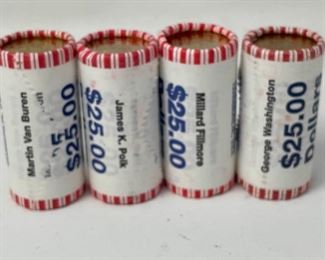 Martin Van Buren
$25.00
James K. Polk
$25.00
Millard Fillmore
$25.00
George Washington
$25.00
Dollars